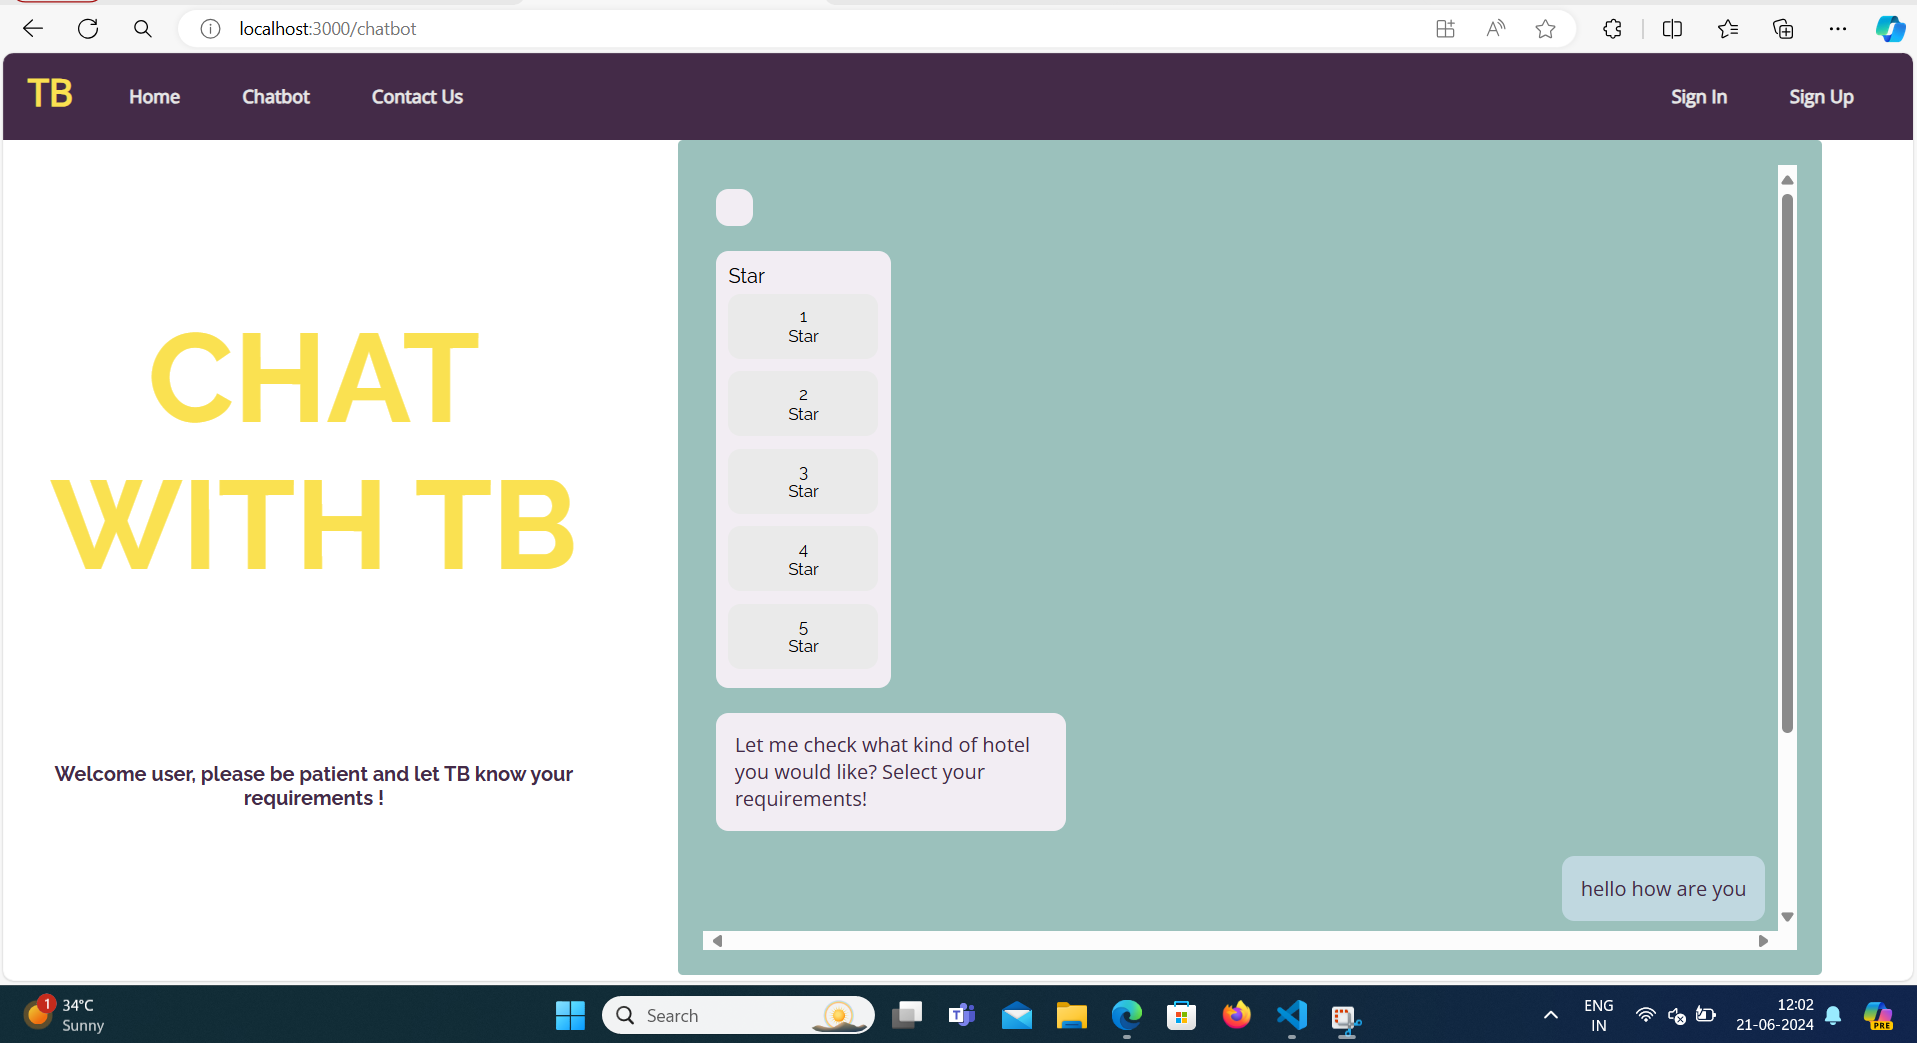 localhost:3000/chatbot
TB
Home
Chatbot
Contact Us
Sign In
Sign Up
CHAT
WITH TB
Welcome user, please be patient and let TB know your
requirements !
Star
1
Star
2
Star
3
Star
4
Star
5
Star
Let me check what kind of hotel
you would like? Select your
requirements!
hello how are you
1
34°C
Sunny
Search
ENG
IN
12:02
21-06-2024
PRE